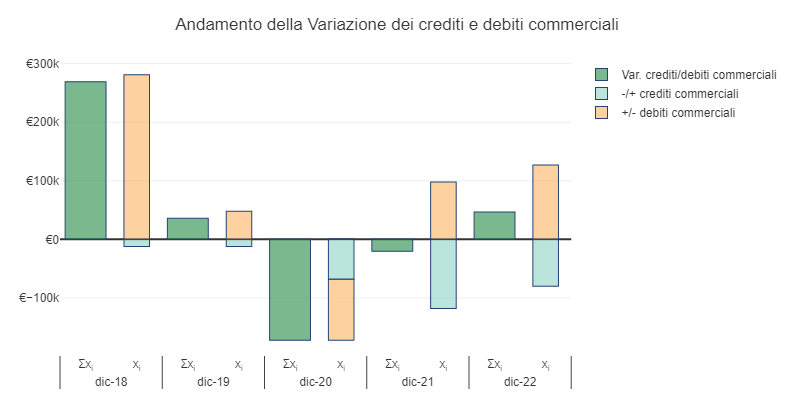 Andamento della Variazione dei crediti e debiti commerciali
€300k
€200k
€100k
€0
€−100k
Var. crediti/debiti commerciali
-/+ crediti commerciali
+/- debiti commerciali
Σxi xi Σxi xi Σxi xi Σxi xi Σxi xi
dic-18 dic-19 dic-20 dic-21 dic-22